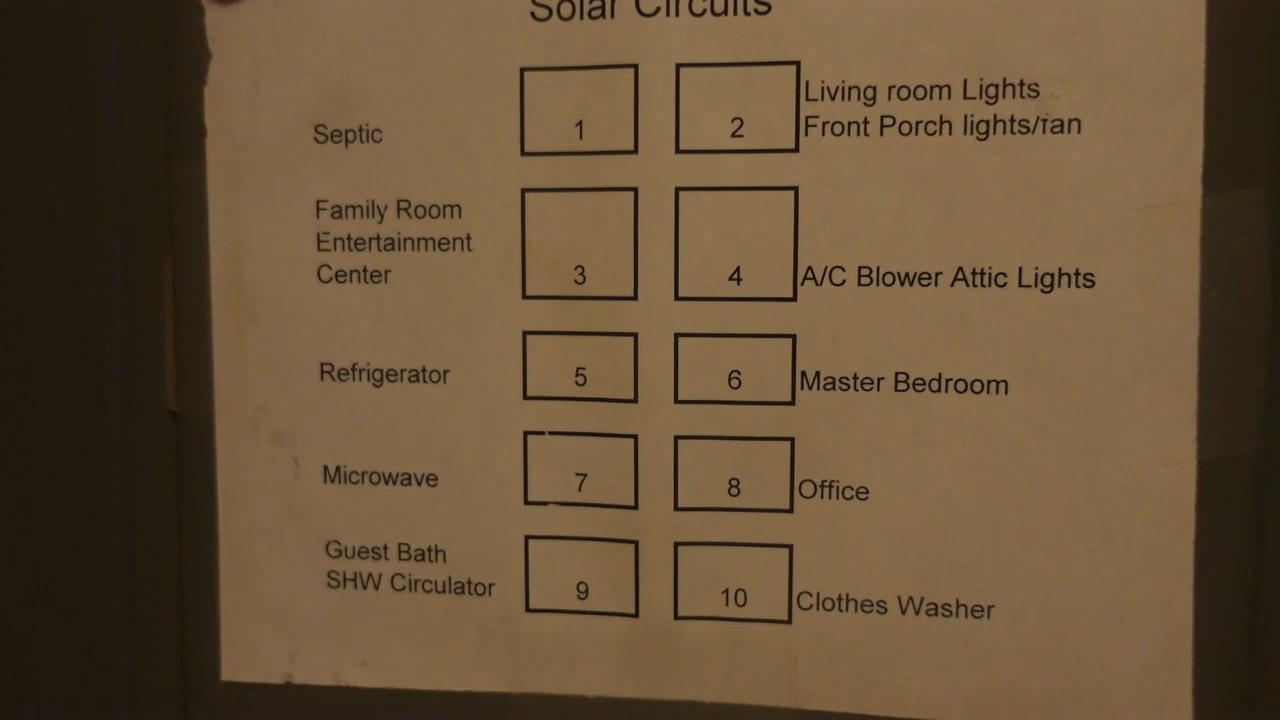 Solar Circuits
Septic
1
2
Living room Lights
Front Porch lights/fan
Family Room
Entertainment
Center
3
4
A/C Blower Attic Lights
Refrigerator
5
6
Master Bedroom
Microwave
7
8
Office
Guest Bath
SHW Circulator
9
10
Clothes Washer